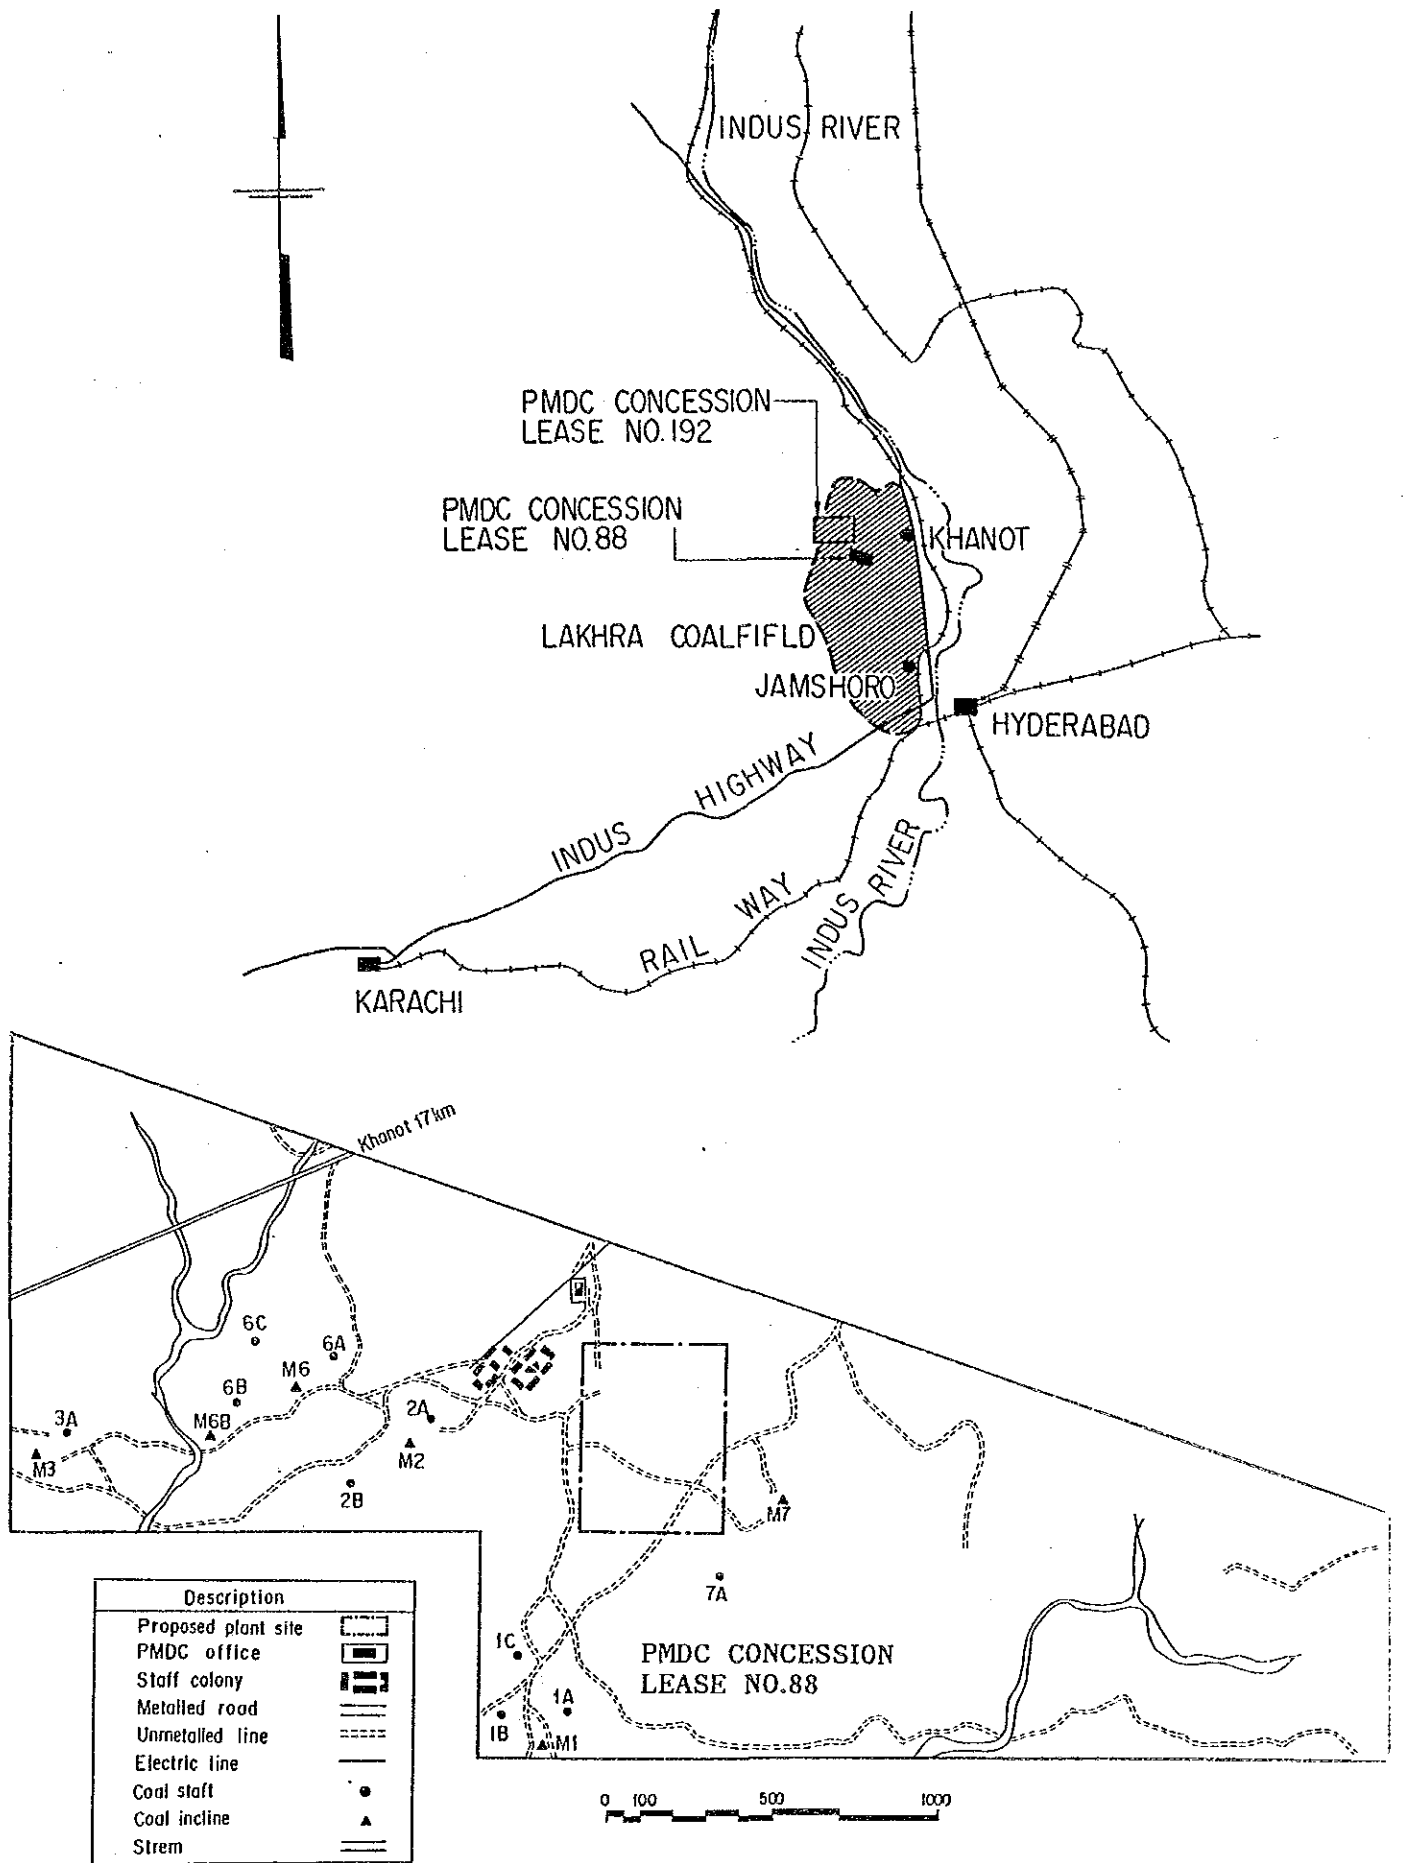 INDUS RIVER
PMDC CONCESSION
LEASE NO.192
PMDC CONCESSION
LEASE NO.88
KHANOT
LAKHRA COALFIFLD
JAMSHORO
HYDERABAD
INDUS HIGHWAY
RAIL WAY
INDUS RIVER
KARACHI
Khanot 17km
6C
6A
M6
6B
3A
M6B
2A
M3
M2
2B
M7
7A
1C
PMDC CONCESSION
LEASE NO.88
1A
1B
M1
Description
Proposed plant site
PMDC office
Staff colony
Metalled road
Unmetalled line
Electric line
Coal staft
Coal incline
Strem
0 100 500 1000